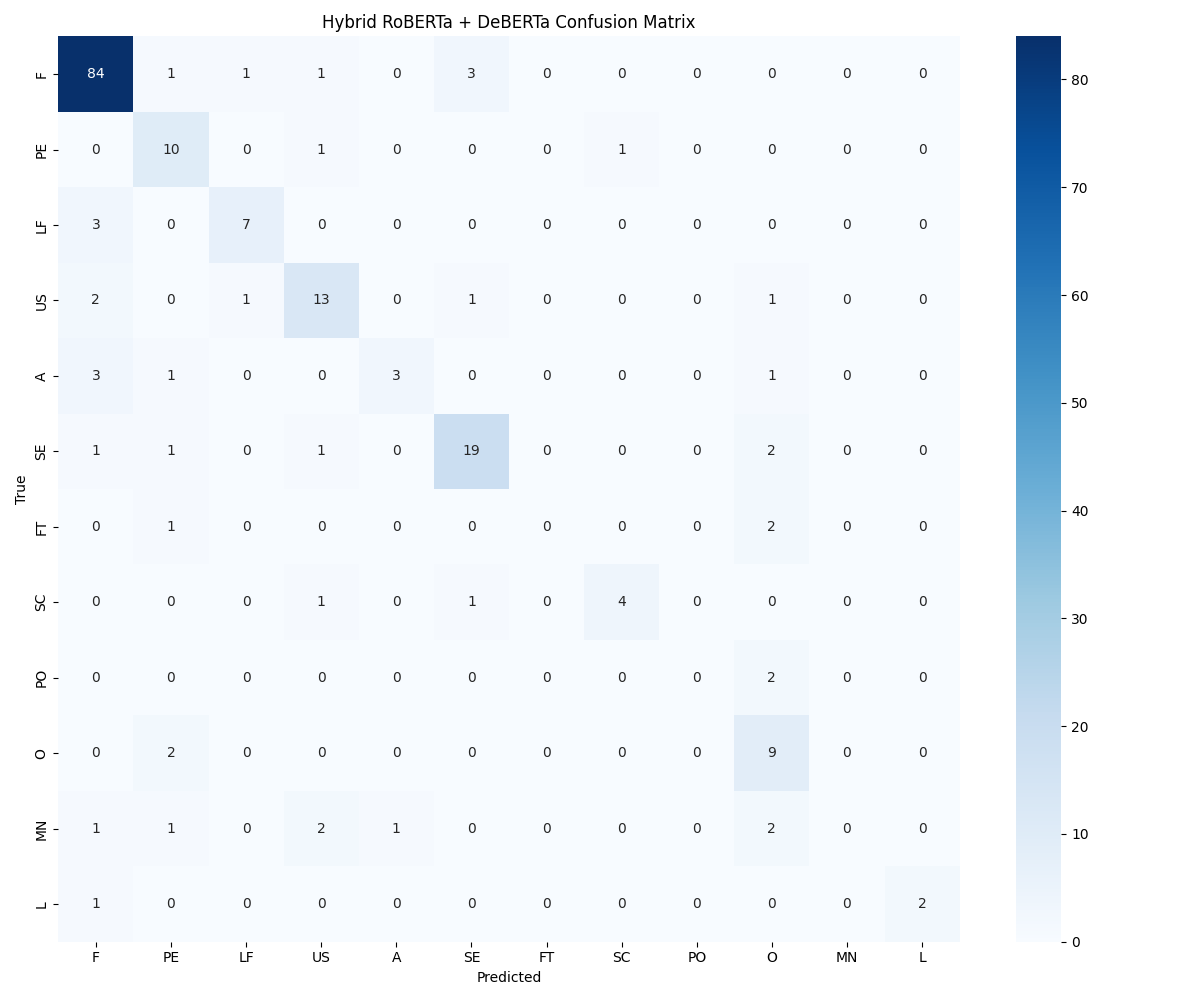 Hybrid RoBERTa + DeBERTa Confusion Matrix
F 84 1 1 1 0 3 0 0 0 0 0 0
PE 0 10 0 1 0 0 0 1 0 0 0 0
LF 3 0 7 0 0 0 0 0 0 0 0 0
US 2 0 1 13 0 1 0 0 0 1 0 0
A 3 1 0 0 3 0 0 0 0 1 0 0
SE 1 1 0 1 0 19 0 0 0 2 0 0
FT 0 1 0 0 0 0 0 0 0 2 0 0
SC 0 0 0 1 0 1 0 4 0 0 0 0
PO 0 0 0 0 0 0 0 0 0 2 0 0
O 0 2 0 0 0 0 0 0 0 9 0 0
MN 1 1 0 2 1 0 0 0 0 2 0 0
L 1 0 0 0 0 0 0 0 0 0 0 2
F PE LF US A SE FT SC PO O MN L
Predicted
True
80
70
60
50
40
30
20
10
0